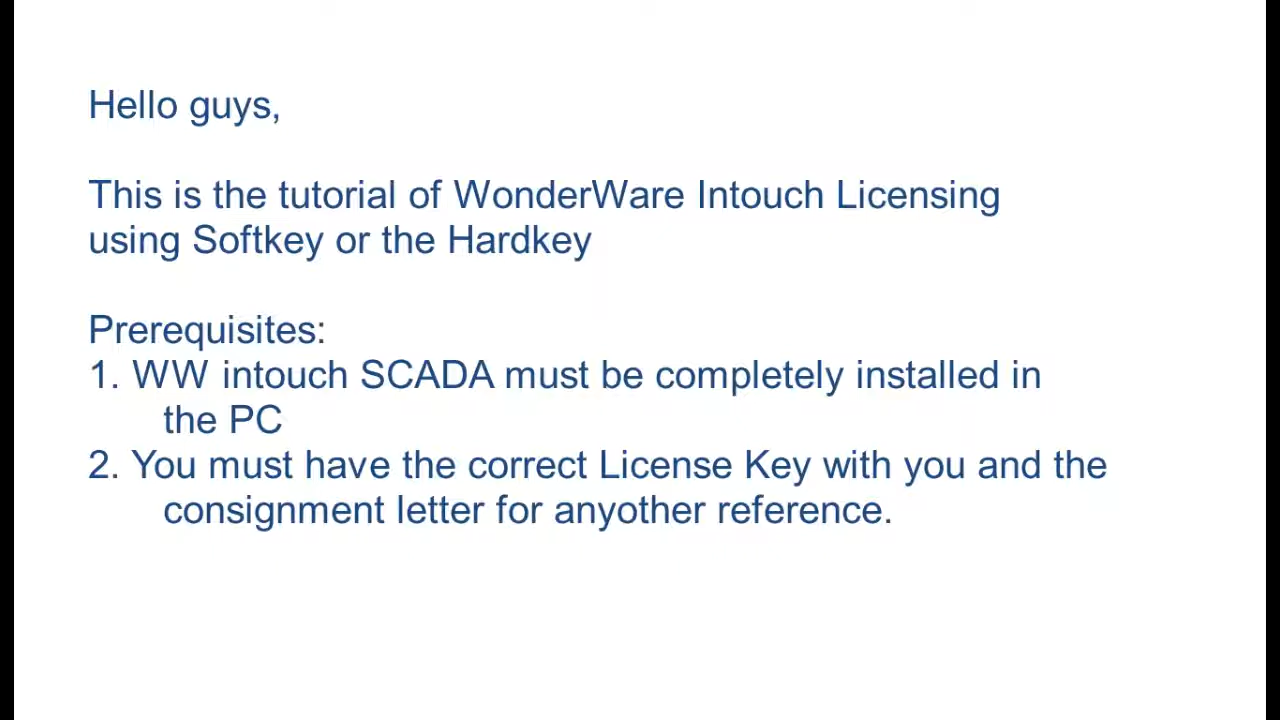 Hello guys,
This is the tutorial of WonderWare Intouch Licensing
using Softkey or the Hardkey
Prerequisites:
1. WW intouch SCADA must be completely installed in
the PC
2. You must have the correct License Key with you and the
consignment letter for anyother reference.